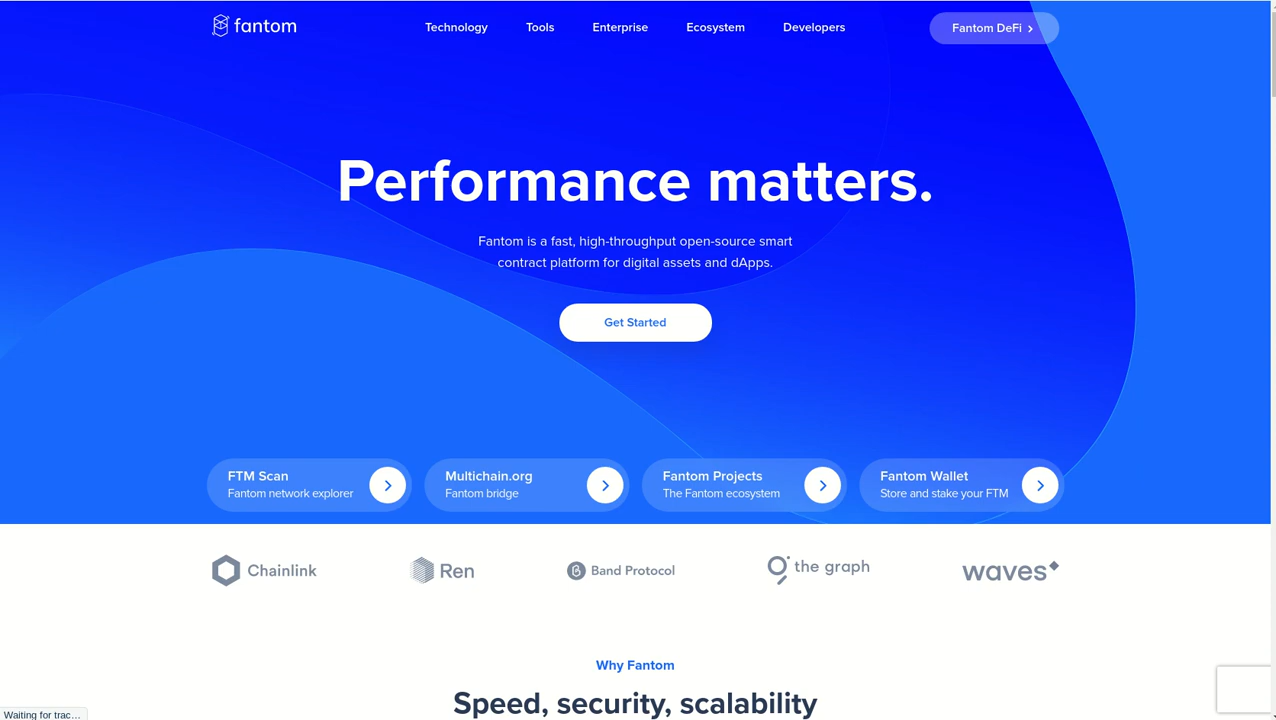 fantom
Technology
Tools
Enterprise
Ecosystem
Developers
Fantom DeFi
Performance matters.
Fantom is a fast, high-throughput open-source smart
contract platform for digital assets and dApps.
Get Started
FTM Scan
Fantom network explorer
Multichain.org
Fantom bridge
Fantom Projects
The Fantom ecosystem
Fantom Wallet
Store and stake your FTM
Chainlink
Ren
Band Protocol
the graph
waves
Why Fantom
Speed, security, scalability
Waiting for trac…